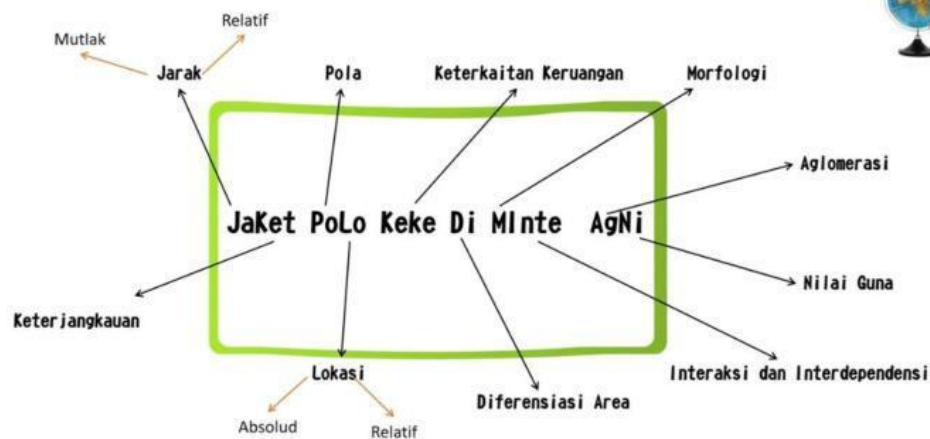 Relatif
Mutlak
Jarak
Pola
Keterkaitan Keruangan
Morfologi
Aglomerasi
JaKet PoLo Keke Di MInte AgNi
Nilai Guna
Keterjangkauan
Lokasi
Interaksi dan Interdependensi
Diferensiasi Area
Absolud
Relatif